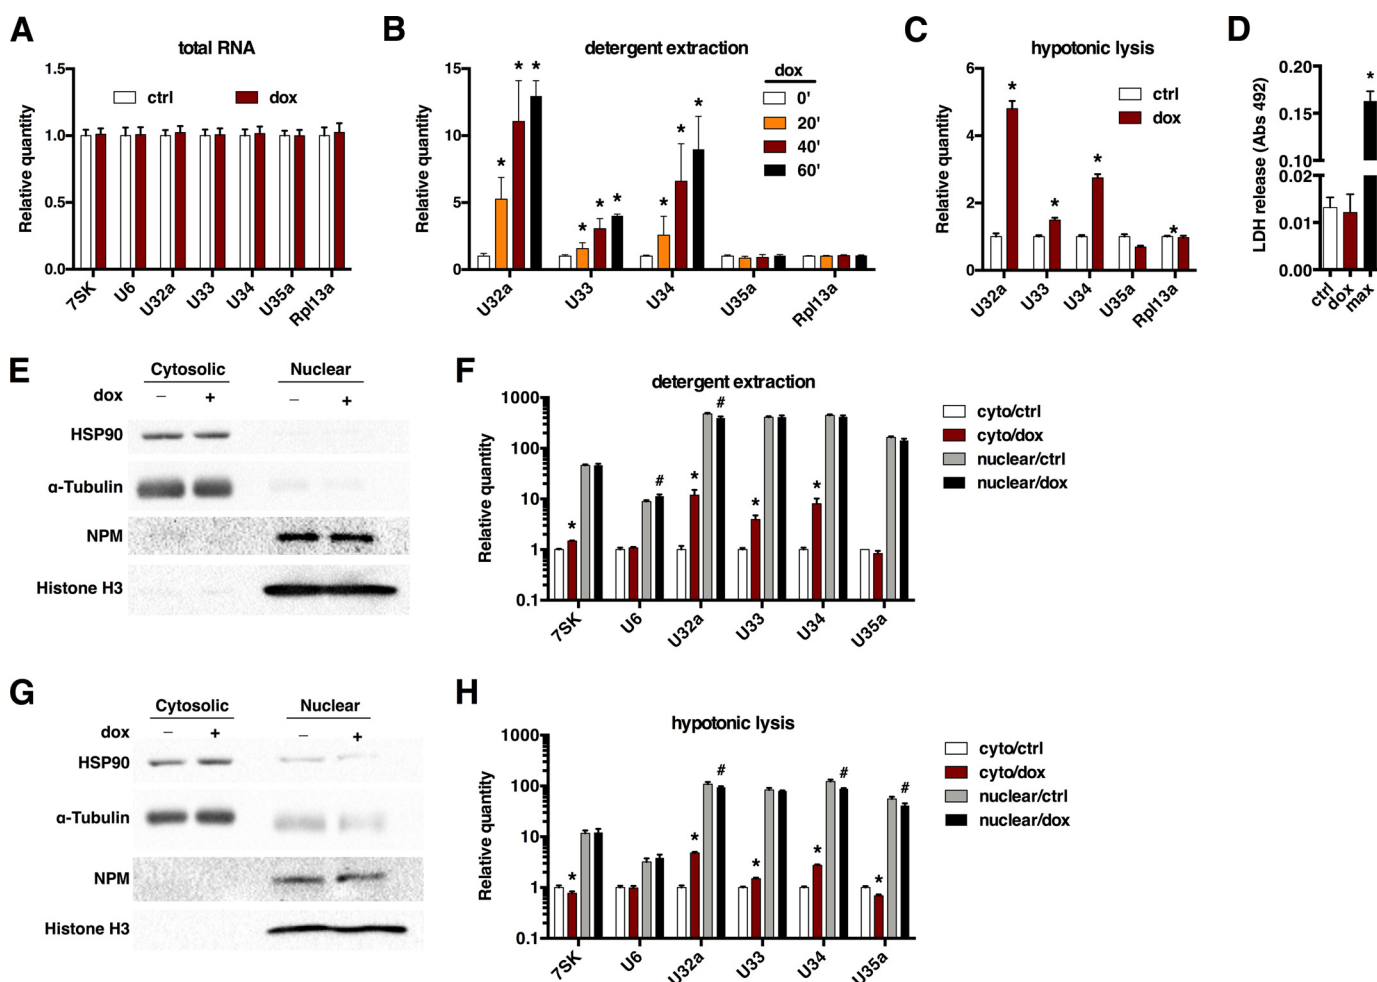 A
total RNA
Relative quantity
1.5
1.0
0.5
0.0
ctrl
dox
7SK
U6
U32a
U33
U34
U35a
Rpl13a
B
detergent extraction
Relative quantity
15
10
5
0
* * * * * * * * *
dox
0'
20'
40'
60'
U32a
U33
U34
U35a
Rpl13a
C
hypotonic lysis
Relative quantity
6
4
2
0
* * * *
ctrl
dox
U32a
U33
U34
U35a
Rpl13a
D
LDH release (Abs 492)
0.20
0.15
0.10
0.02
0.01
0.00
*
ctrl
dox
max
E
Cytosolic Nuclear
dox – + – +
HSP90
α-Tubulin
NPM
Histone H3
F
detergent extraction
Relative quantity
1000
100
10
1
0.1
* # * # * *
cyto/ctrl
cyto/dox
nuclear/ctrl
nuclear/dox
7SK
U6
U32a
U33
U34
U35a
G
Cytosolic Nuclear
dox – + – +
HSP90
α-Tubulin
NPM
Histone H3
H
hypotonic lysis
Relative quantity
1000
100
10
1
0.1
* * # * * # * #
cyto/ctrl
cyto/dox
nuclear/ctrl
nuclear/dox
7SK
U6
U32a
U33
U34
U35a